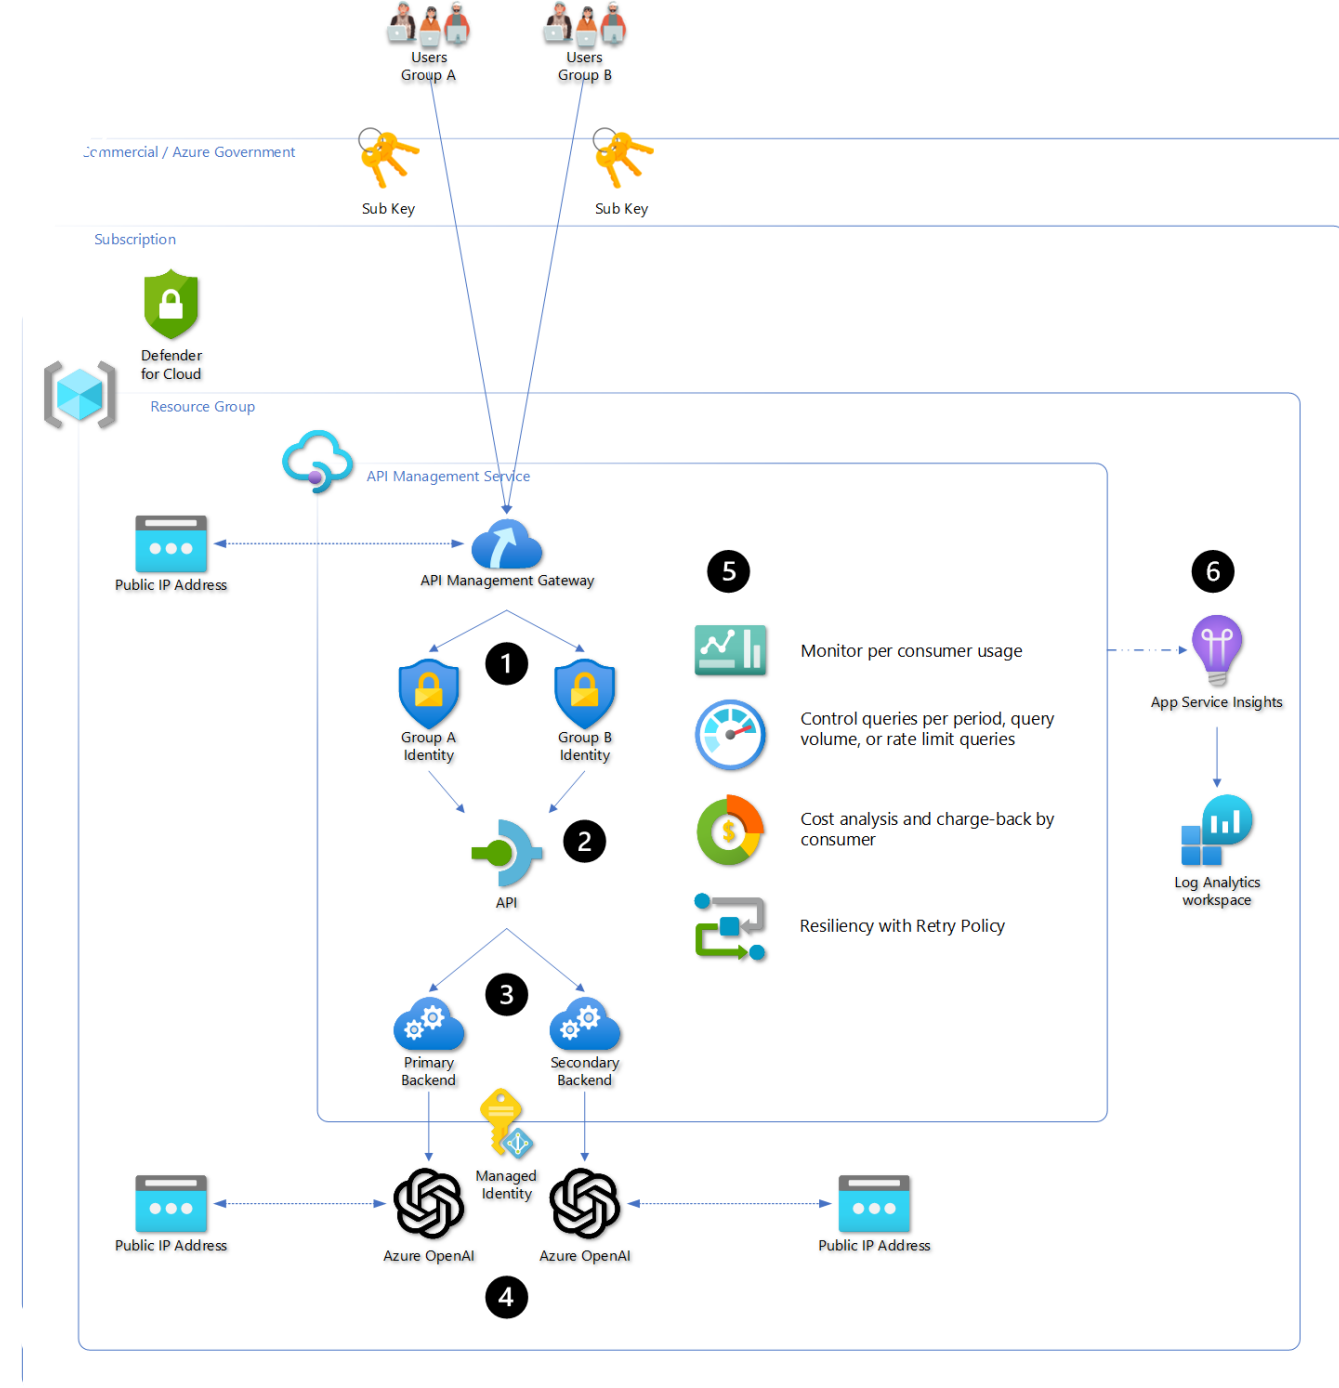 Users
Group A
Users
Group B
Commercial / Azure Government
Sub Key
Sub Key
Subscription
Defender
for Cloud
Resource Group
API Management Service
Public IP Address
API Management Gateway
5
6
1
Monitor per consumer usage
App Service Insights
Group A
Identity
Group B
Identity
Control queries per period, query
volume, or rate limit queries
2
Cost analysis and charge-back by
consumer
API
Log Analytics
workspace
Resiliency with Retry Policy
3
Primary
Backend
Secondary
Backend
Managed
Identity
Public IP Address
Azure OpenAI
Azure OpenAI
Public IP Address
4